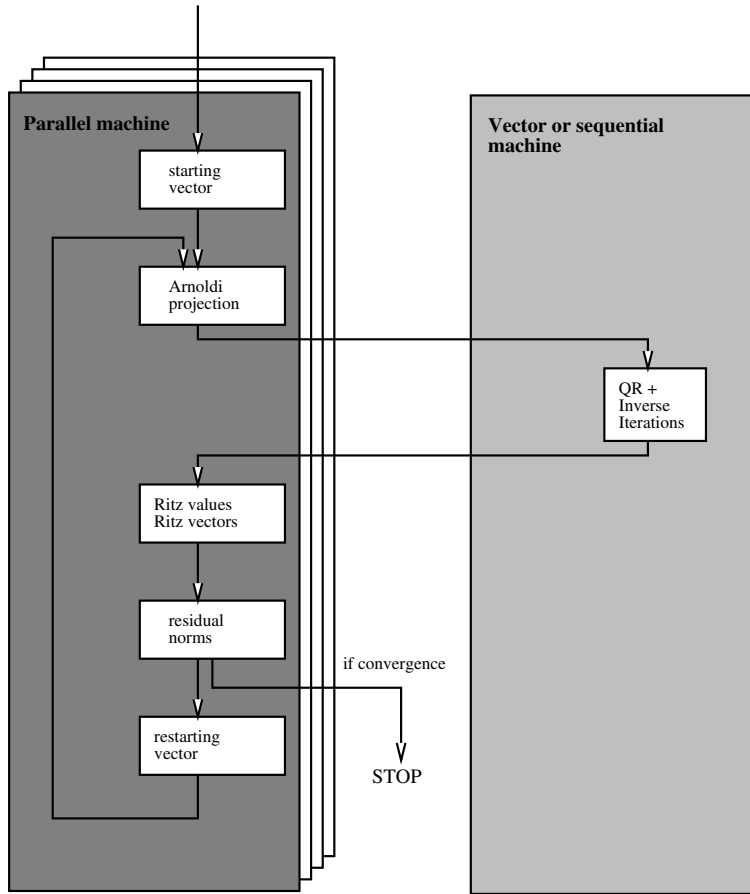 Parallel machine
Vector or sequential
machine
starting
vector
Arnoldi
projection
QR +
Inverse
Iterations
Ritz values
Ritz vectors
residual
norms
if convergence
restarting
vector
STOP